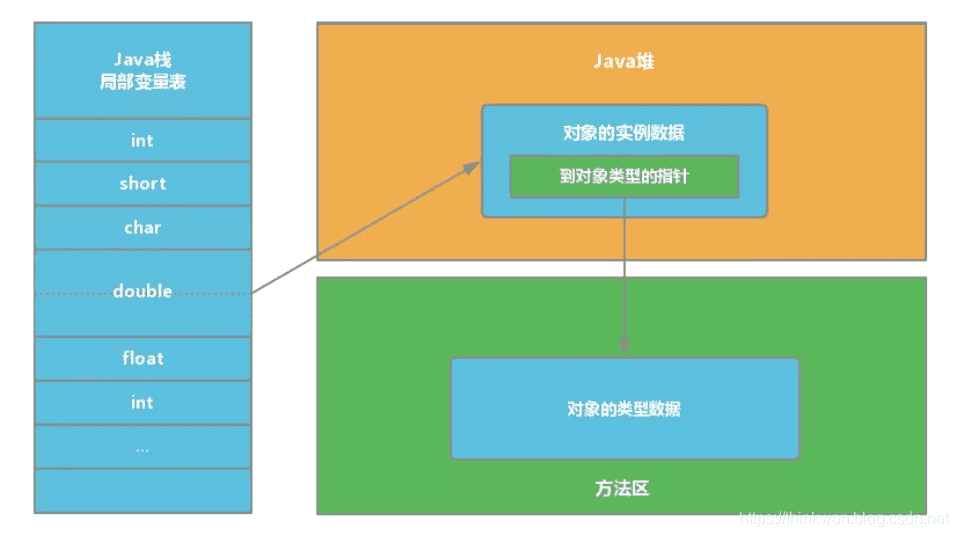 Java栈
局部变量表
int
short
char
double
float
int
...
Java堆
对象的实例数据
到对象类型的指针
对象的类型数据
方法区
https://thinkwon.blog.csdn.net